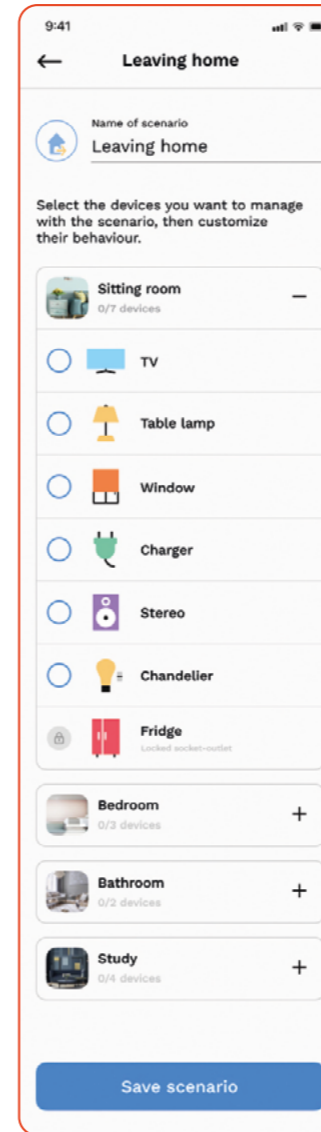 9:41
Leaving home
Name of scenario
Leaving home
Select the devices you want to manage
with the scenario, then customize
their behaviour.
Sitting room
0/7 devices
TV
Table lamp
Window
Charger
Stereo
Chandelier
Fridge
Locked socket-outlet
Bedroom
0/3 devices
Bathroom
0/2 devices
Study
0/4 devices
Save scenario